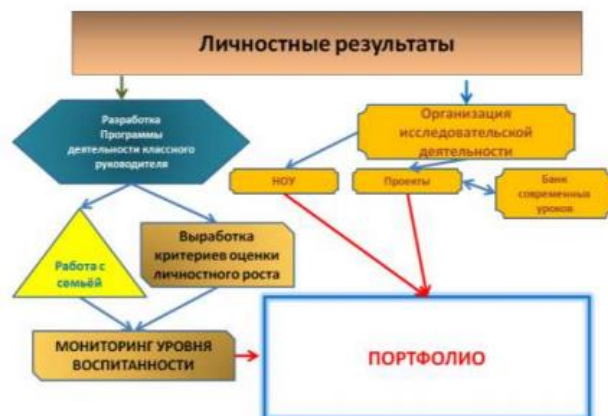 Личностные результаты
Разработка
Программы
деятельности классного
руководителя
Организация
исследовательской
деятельности
НОУ
Проекты
Банк
современных
уроков
Работа с
семьёй
Выработка
критериев оценки
личностного роста
МОНИТОРИНГ УРОВНЯ
ВОСПИТАННОСТИ
ПОРТФОЛИО